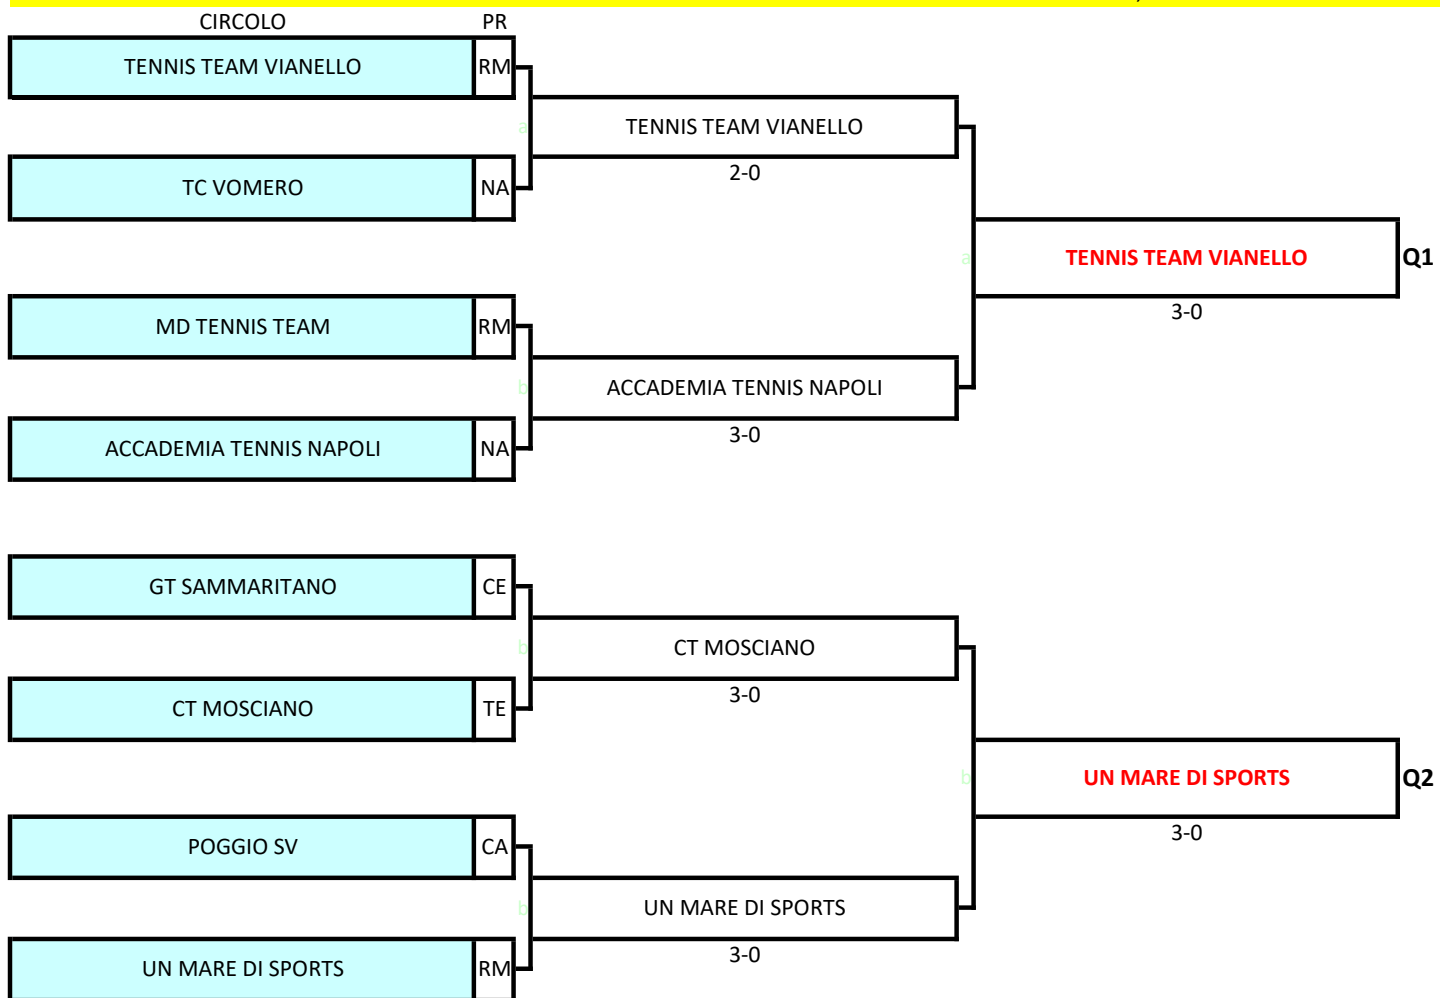 CIRCOLO PR
TENNIS TEAM VIANELLO RM
a TENNIS TEAM VIANELLO
2-0
TC VOMERO NA
a TENNIS TEAM VIANELLO Q1
3-0
MD TENNIS TEAM RM
b ACCADEMIA TENNIS NAPOLI
3-0
ACCADEMIA TENNIS NAPOLI NA
GT SAMMARITANO CE
b CT MOSCIANO
3-0
CT MOSCIANO TE
b UN MARE DI SPORTS Q2
3-0
POGGIO SV CA
b UN MARE DI SPORTS
3-0
UN MARE DI SPORTS RM